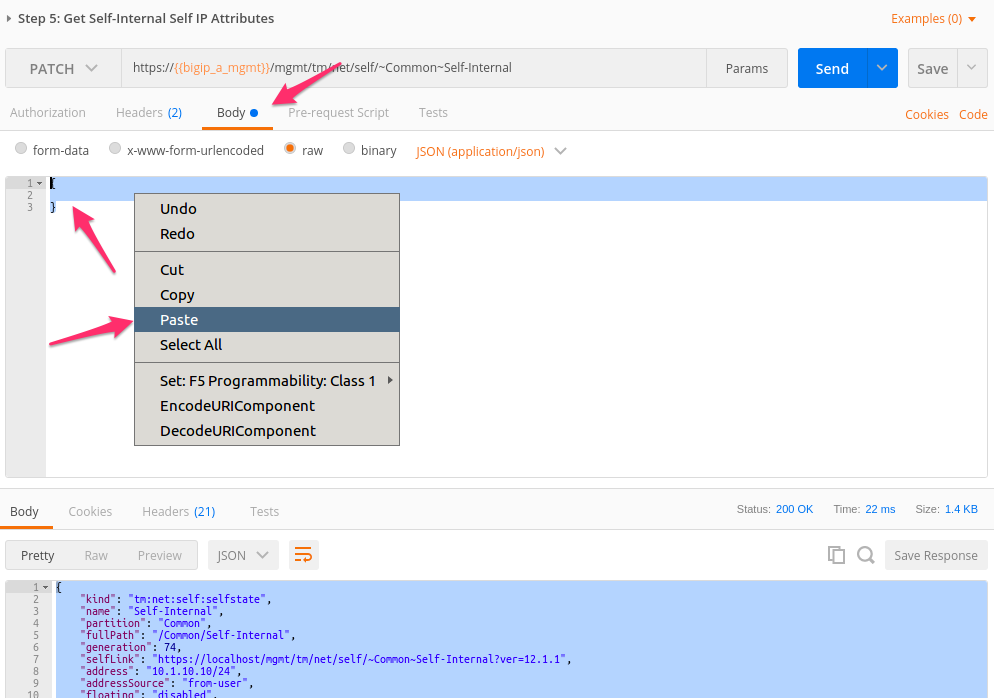 Step 5: Get Self-Internal Self IP Attributes
Examples (0)
PATCH
https://{{bigip_a_mgmt}}/mgmt/tm/net/self/~Common~Self-Internal
Params
Send
Save
Authorization
Headers (2)
Body
Pre-request Script
Tests
Cookies
Code
form-data
x-www-form-urlencoded
raw
binary
JSON (application/json)
1 {
2
3 }
Undo
Redo
Cut
Copy
Paste
Select All
Set: F5 Programmability: Class 1
EncodeURIComponent
DecodeURIComponent
Body
Cookies
Headers (21)
Tests
Status: 200 OK
Time: 22 ms
Size: 1.4 KB
Pretty
Raw
Preview
JSON
Save Response
1 {
2 "kind": "tm:net:self:selfstate",
3 "name": "Self-Internal",
4 "partition": "Common",
5 "fullPath": "/Common/Self-Internal",
6 "generation": 74,
7 "selfLink": "https://localhost/mgmt/tm/net/self/~Common~Self-Internal?ver=12.1.1",
8 "address": "10.1.10.10/24",
9 "addressSource": "from-user",
10 "floating": "disabled",